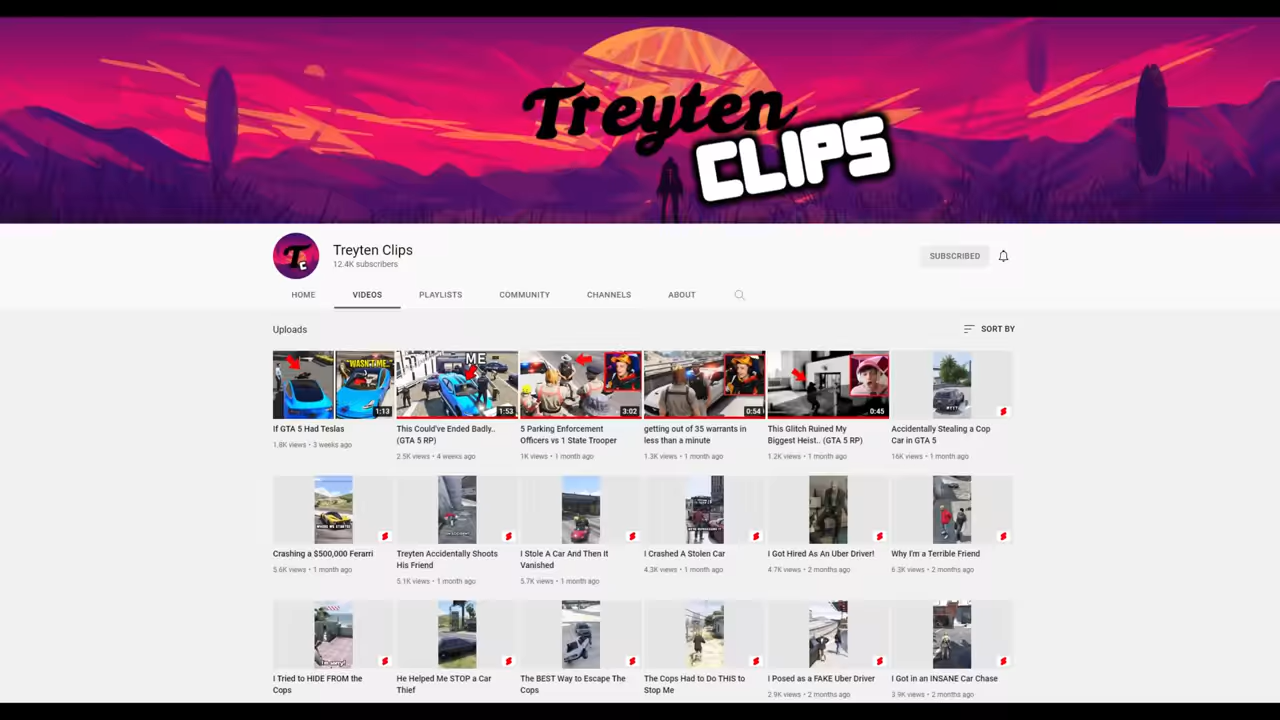 Treyten
CLIPS
Treyten Clips
12.4K subscribers
SUBSCRIBED
HOME
VIDEOS
PLAYLISTS
COMMUNITY
CHANNELS
ABOUT
Uploads
SORT BY
WASN'T ME..
1:13
ME
1:53
3:02
0:54
0:45
If GTA 5 Had Teslas
1.8K views • 3 weeks ago
This Could've Ended Badly..
(GTA 5 RP)
2.5K views • 4 weeks ago
5 Parking Enforcement
Officers vs 1 State Trooper
1K views • 1 month ago
getting out of 35 warrants in
less than a minute
1.3K views • 1 month ago
This Glitch Ruined My
Biggest Heist.. (GTA 5 RP)
1.2K views • 1 month ago
Accidentally Stealing a Cop
Car in GTA 5
16K views • 1 month ago
WHERE WE STARTED
Crashing a $500,000 Ferarri
5.6K views • 1 month ago
Treyten Accidentally Shoots
His Friend
5.1K views • 1 month ago
I Stole A Car And Then It
Vanished
5.7K views • 1 month ago
I Crashed A Stolen Car
4.3K views • 1 month ago
I Got Hired As An Uber Driver!
4.7K views • 2 months ago
Why I'm a Terrible Friend
6.3K views • 2 months ago
I'm sorry!
I Tried to HIDE FROM the
Cops
He Helped Me STOP a Car
Thief
The BEST Way to Escape The
Cops
The Cops Had to Do THIS to
Stop Me
I Posed as a FAKE Uber Driver
2.9K views • 2 months ago
I Got in an INSANE Car Chase
3.9K views • 2 months ago